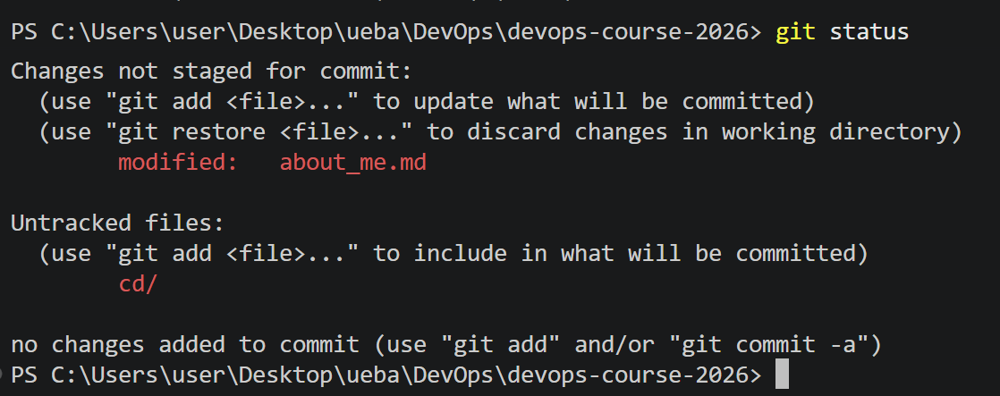 PS C:\Users\user\Desktop\ueba\DevOps\devops-course-2026> git status
Changes not staged for commit:
  (use "git add <file>..." to update what will be committed)
  (use "git restore <file>..." to discard changes in working directory)
        modified:   about_me.md

Untracked files:
  (use "git add <file>..." to include in what will be committed)
        cd/

no changes added to commit (use "git add" and/or "git commit -a")
PS C:\Users\user\Desktop\ueba\DevOps\devops-course-2026>